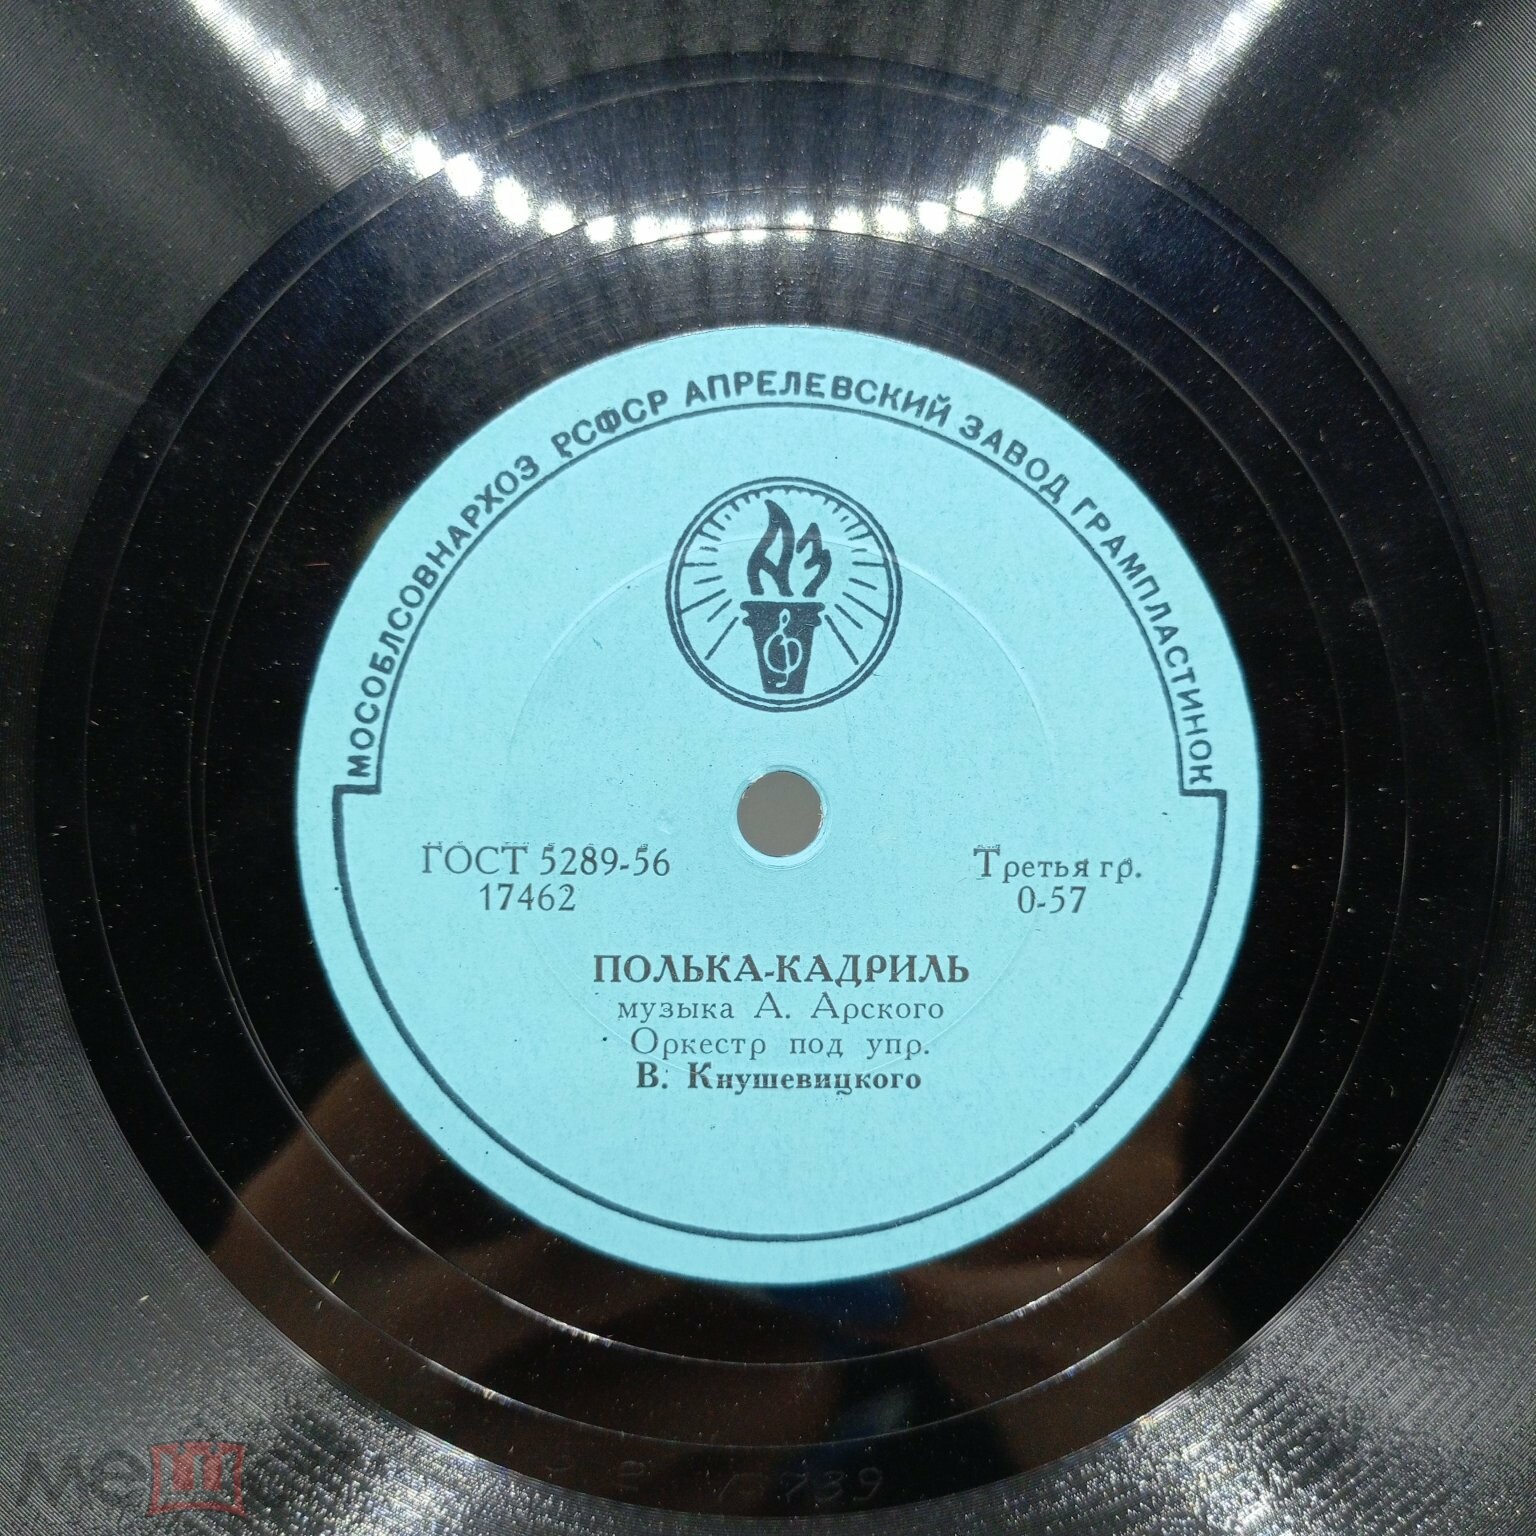 МОСОБЛСОВНАРХОЗ РСФСР АПРЕЛЕВСКИЙ ЗАВОД ГРАМПЛАСТИНОК
АЗ
ГОСТ 5289-56
17462
Третья гр.
0-57
ПОЛЬКА-КАДРИЛЬ
музыка А. Арского
Оркестр под упр.
В. Кнушевицкого